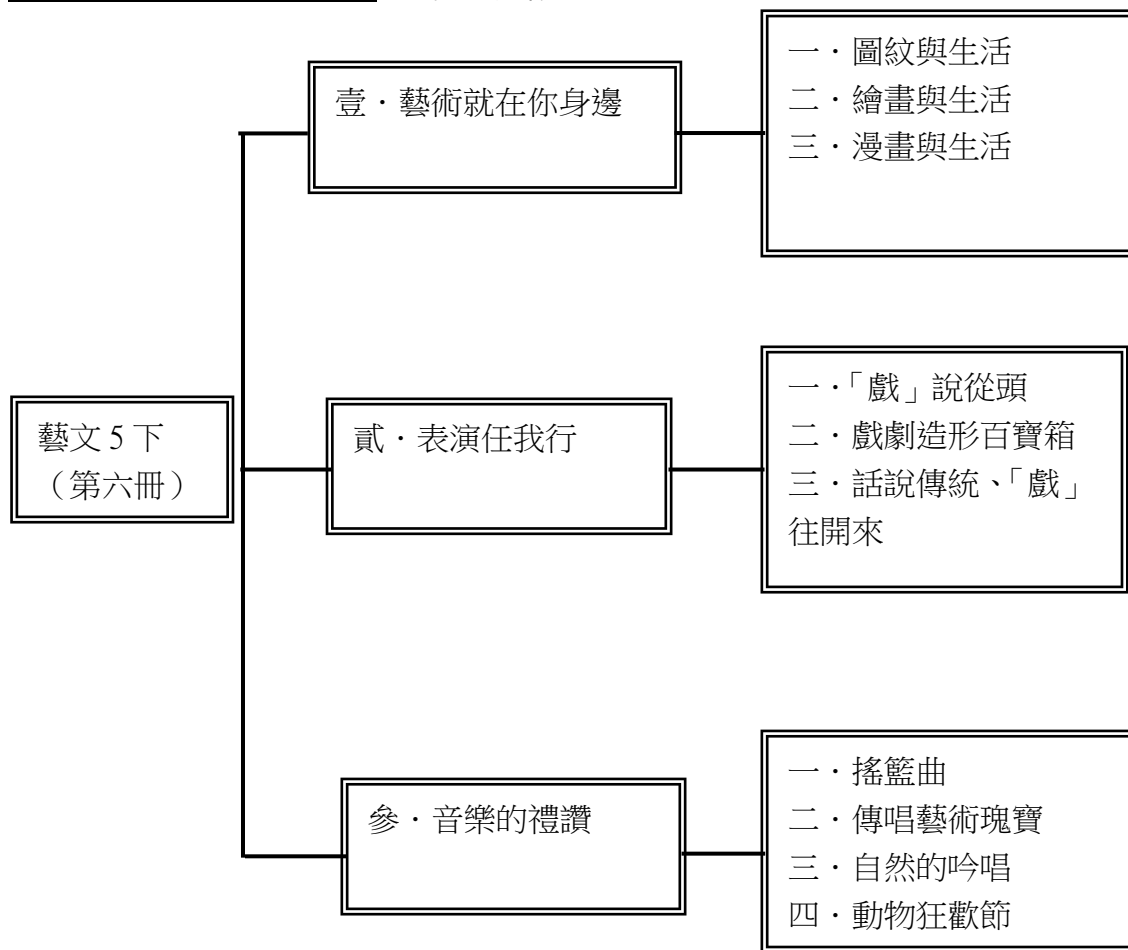 壹．藝術就在你身邊
一．圖紋與生活
二．繪畫與生活
三．漫畫與生活
藝文 5 下
（第六冊）
貳．表演任我行
一．「戲」說從頭
二．戲劇造形百寶箱
三．話說傳統、「戲」
往開來
參．音樂的禮讚
一．搖籃曲
二．傳唱藝術瑰寶
三．自然的吟唱
四．動物狂歡節